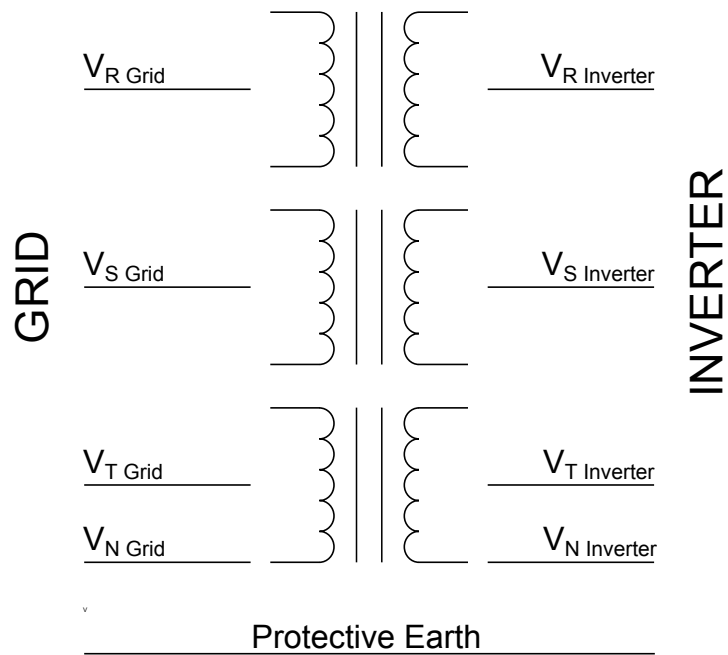 V_R Grid
V_R Inverter
GRID
INVERTER
V_S Grid
V_S Inverter
V_T Grid
V_T Inverter
V_N Grid
V_N Inverter
v
Protective Earth